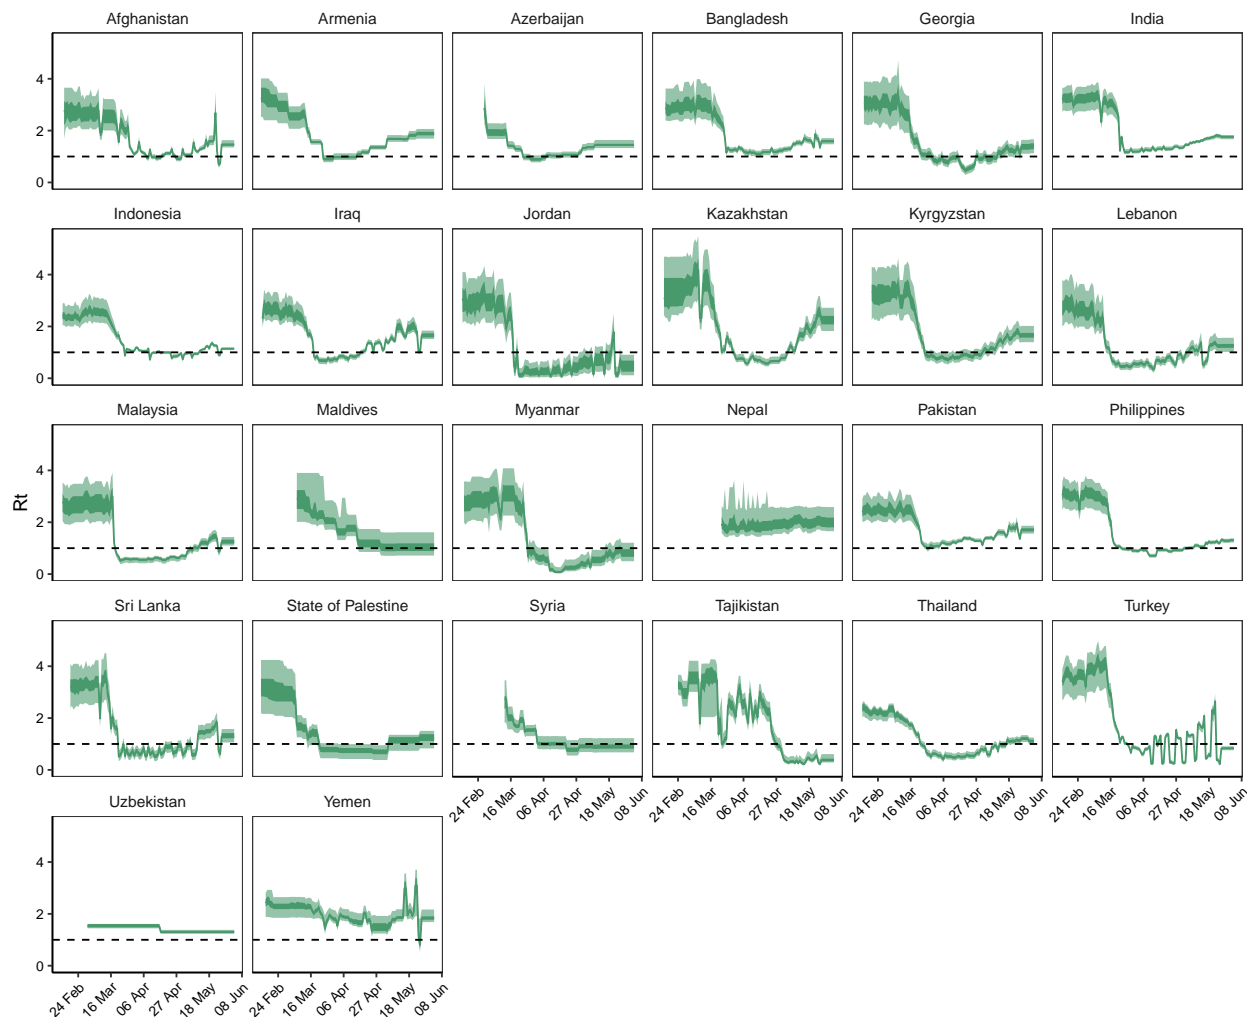 Afghanistan Armenia Azerbaijan Bangladesh Georgia India
4
2
0
Indonesia Iraq Jordan Kazakhstan Kyrgyzstan Lebanon
4
2
0
Malaysia Maldives Myanmar Nepal Pakistan Philippines
4
2
0
Rt
Sri Lanka State of Palestine Syria Tajikistan Thailand Turkey
4
2
0
24 Feb 16 Mar 06 Apr 27 Apr 18 May 08 Jun 24 Feb 16 Mar 06 Apr 27 Apr 18 May 08 Jun 24 Feb 16 Mar 06 Apr 27 Apr 18 May 08 Jun 24 Feb 16 Mar 06 Apr 27 Apr 18 May 08 Jun
Uzbekistan Yemen
4
2
0
24 Feb 16 Mar 06 Apr 27 Apr 18 May 08 Jun 24 Feb 16 Mar 06 Apr 27 Apr 18 May 08 Jun